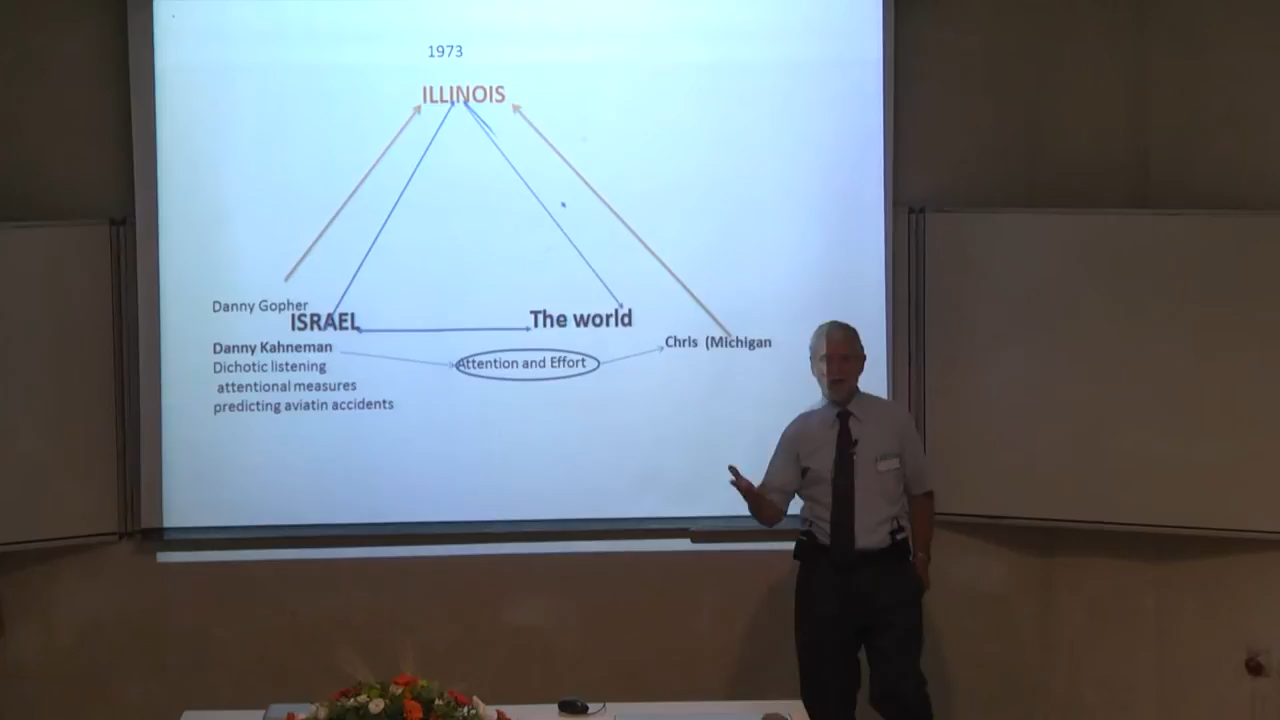 1973
ILLINOIS
Danny Gopher
ISRAEL
The world
Danny Kahneman
Dichotic listening
attentional measures
predicting aviatin accidents
Attention and Effort
Chris (Michigan